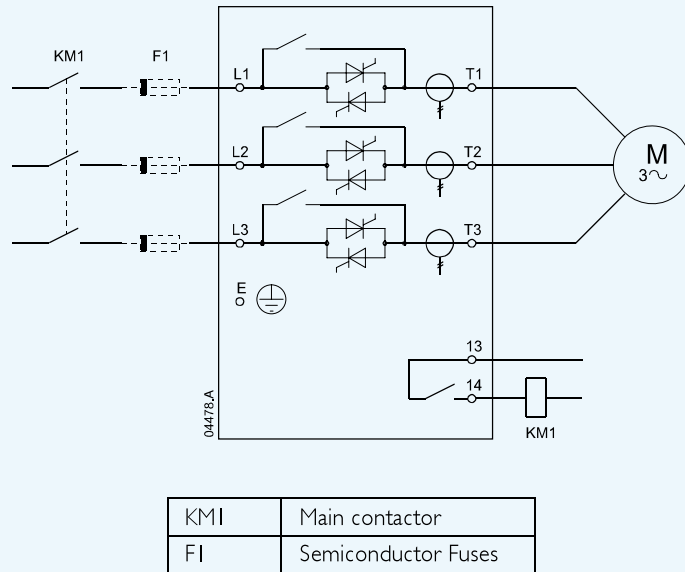 KM1
F1
L1
T1
L2
T2
M
3~
L3
T3
E
13
14
KM1
04478.A
KM1 Main contactor
F1 Semiconductor Fuses